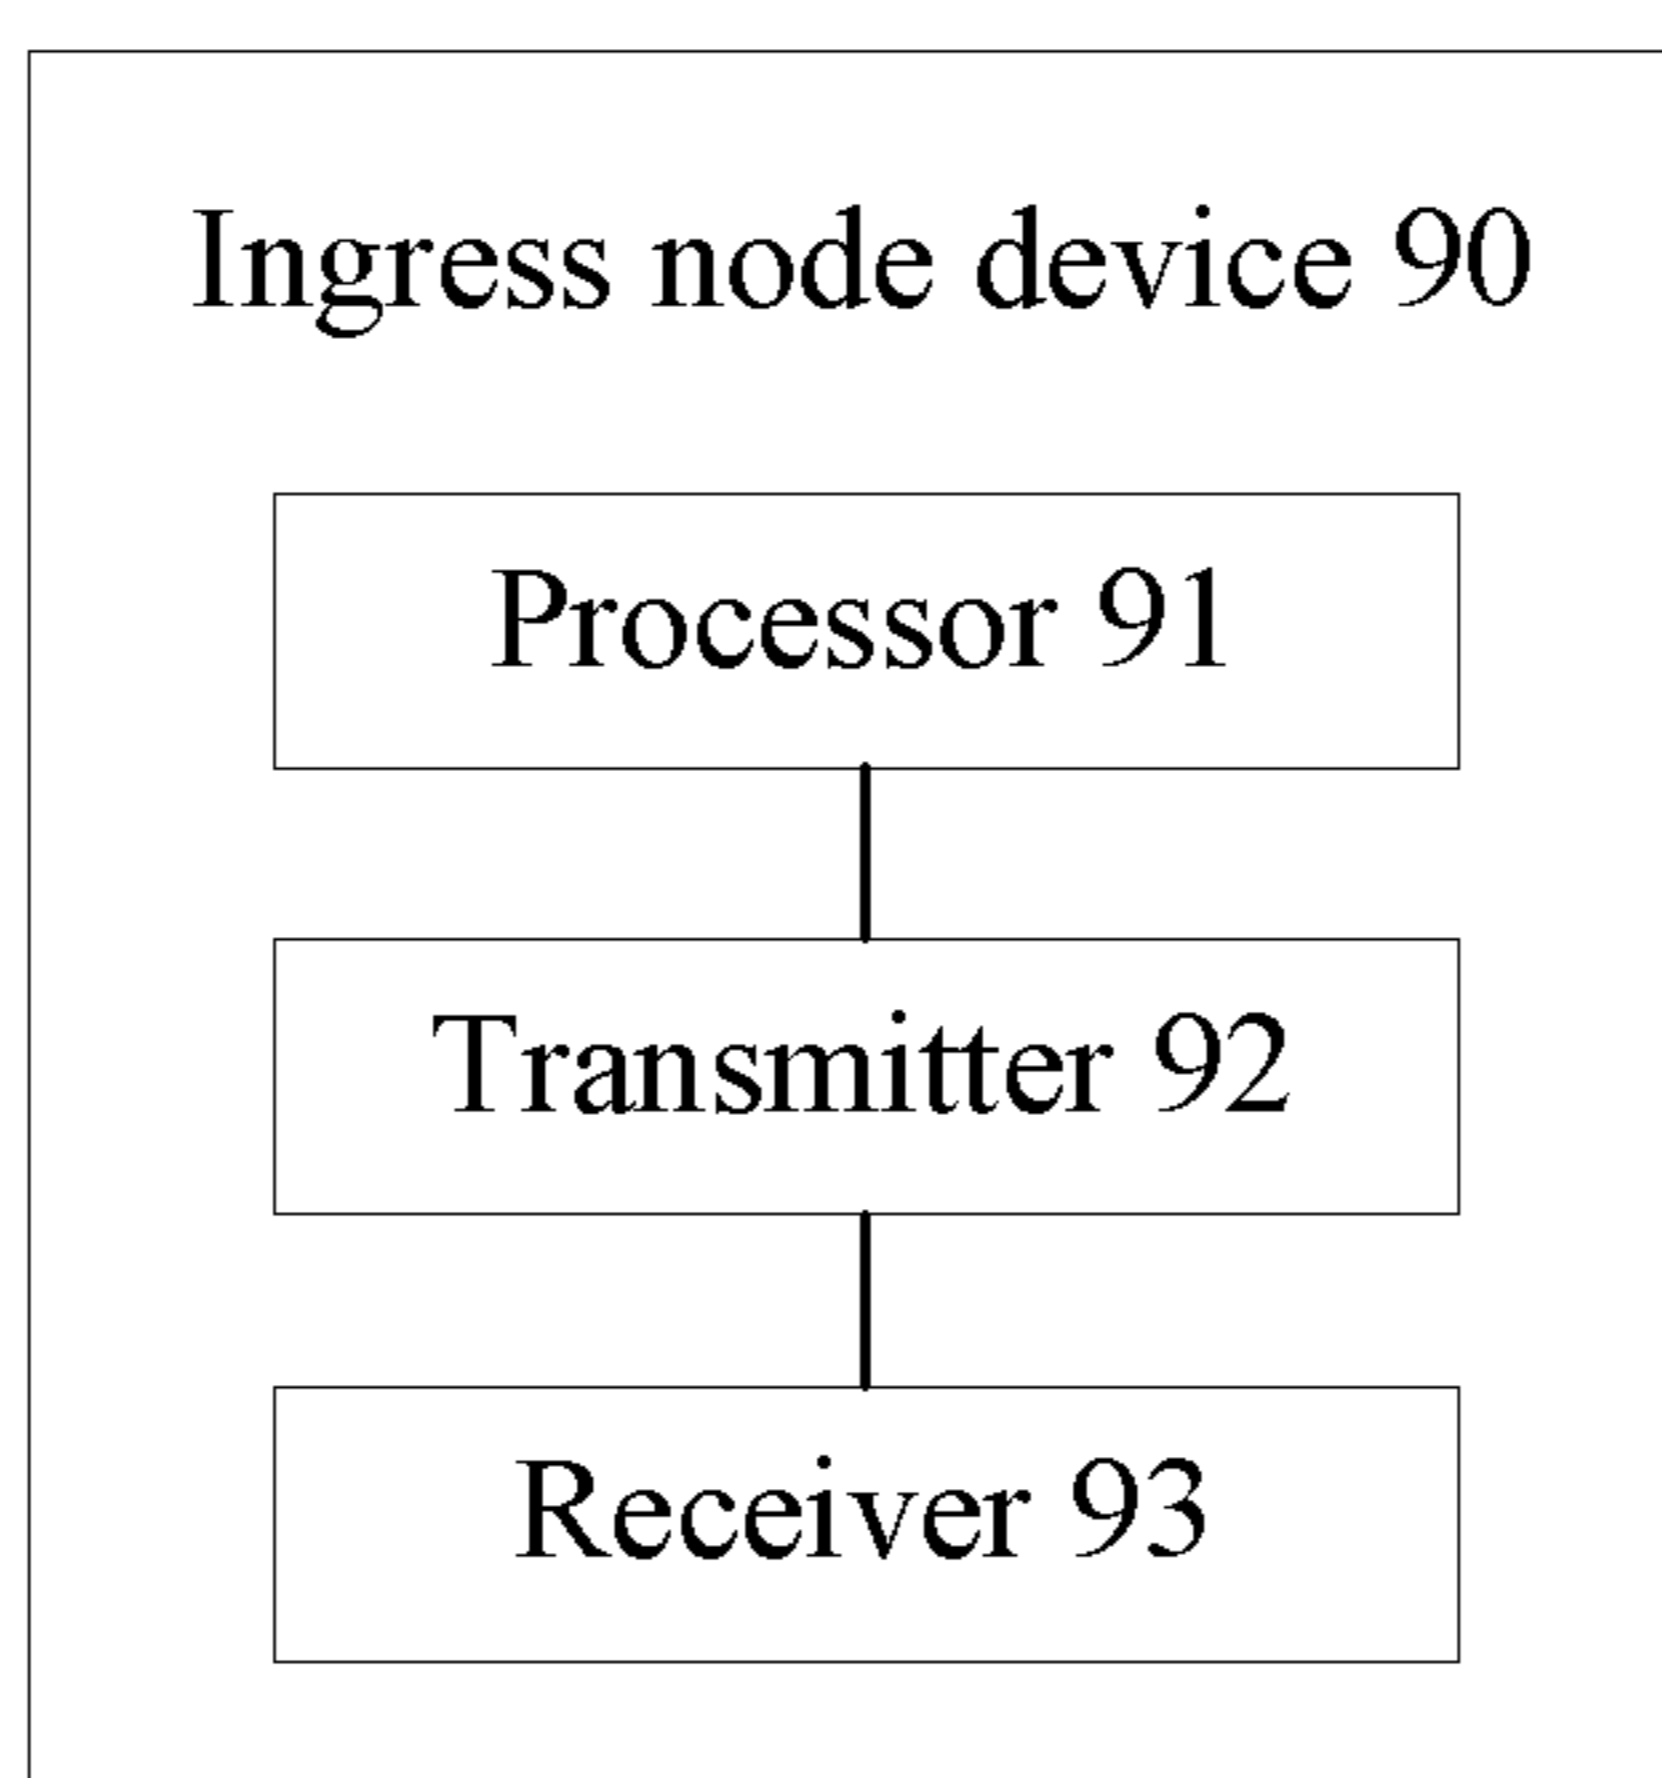 Ingress node device 90
Processor 91
Transmitter 92
Receiver 93